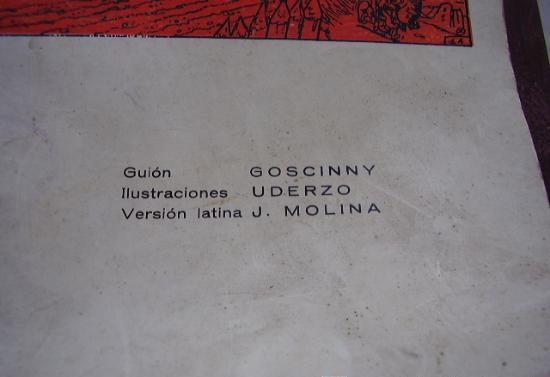 Guión GOSCINNY
Ilustraciones UDERZO
Versión latina J. MOLINA